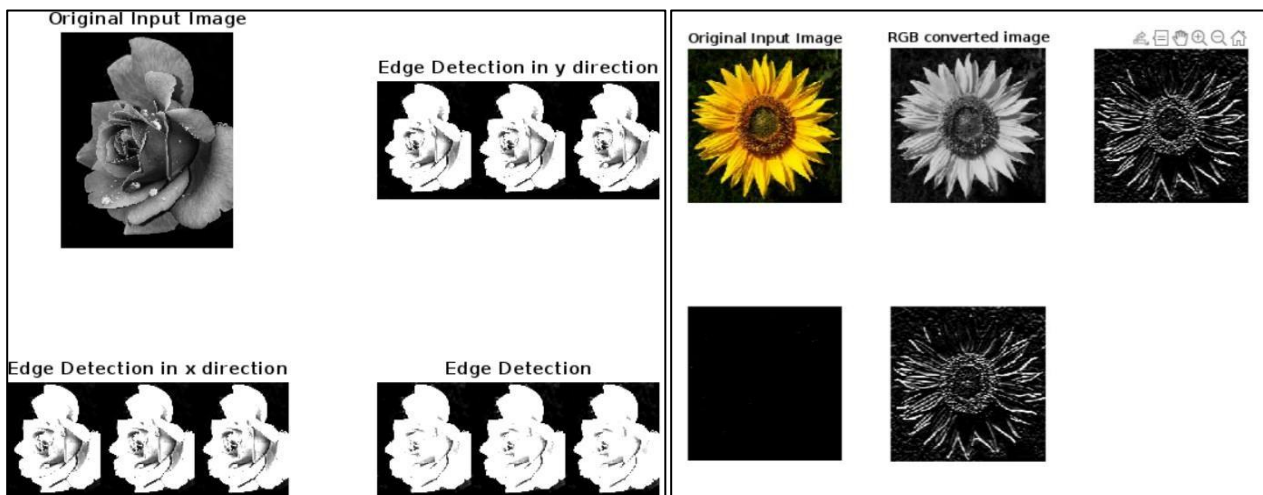 Original Input Image
Edge Detection in y direction
Edge Detection in x direction
Edge Detection
Original Input Image
RGB converted image